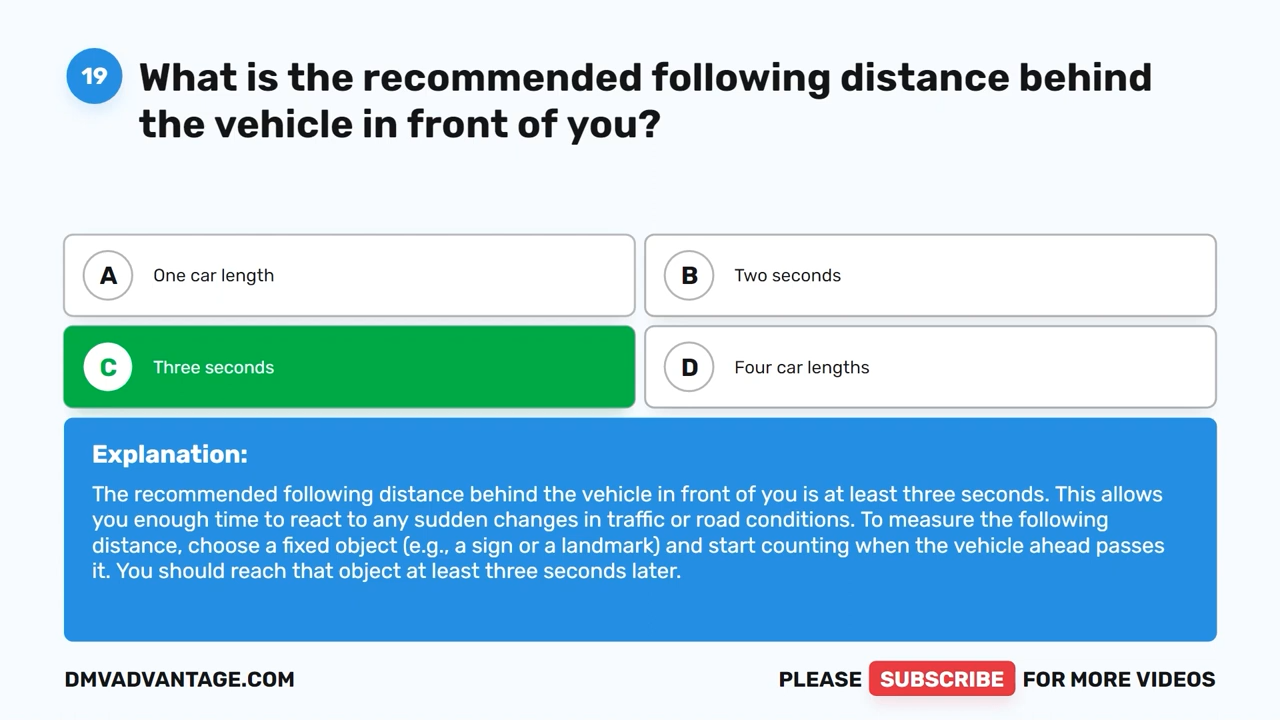 19
What is the recommended following distance behind
the vehicle in front of you?
A One car length
B Two seconds
C Three seconds
D Four car lengths
Explanation:
The recommended following distance behind the vehicle in front of you is at least three seconds. This allows
you enough time to react to any sudden changes in traffic or road conditions. To measure the following
distance, choose a fixed object (e.g., a sign or a landmark) and start counting when the vehicle ahead passes
it. You should reach that object at least three seconds later.
DMVADVANTAGE.COM
PLEASE SUBSCRIBE FOR MORE VIDEOS